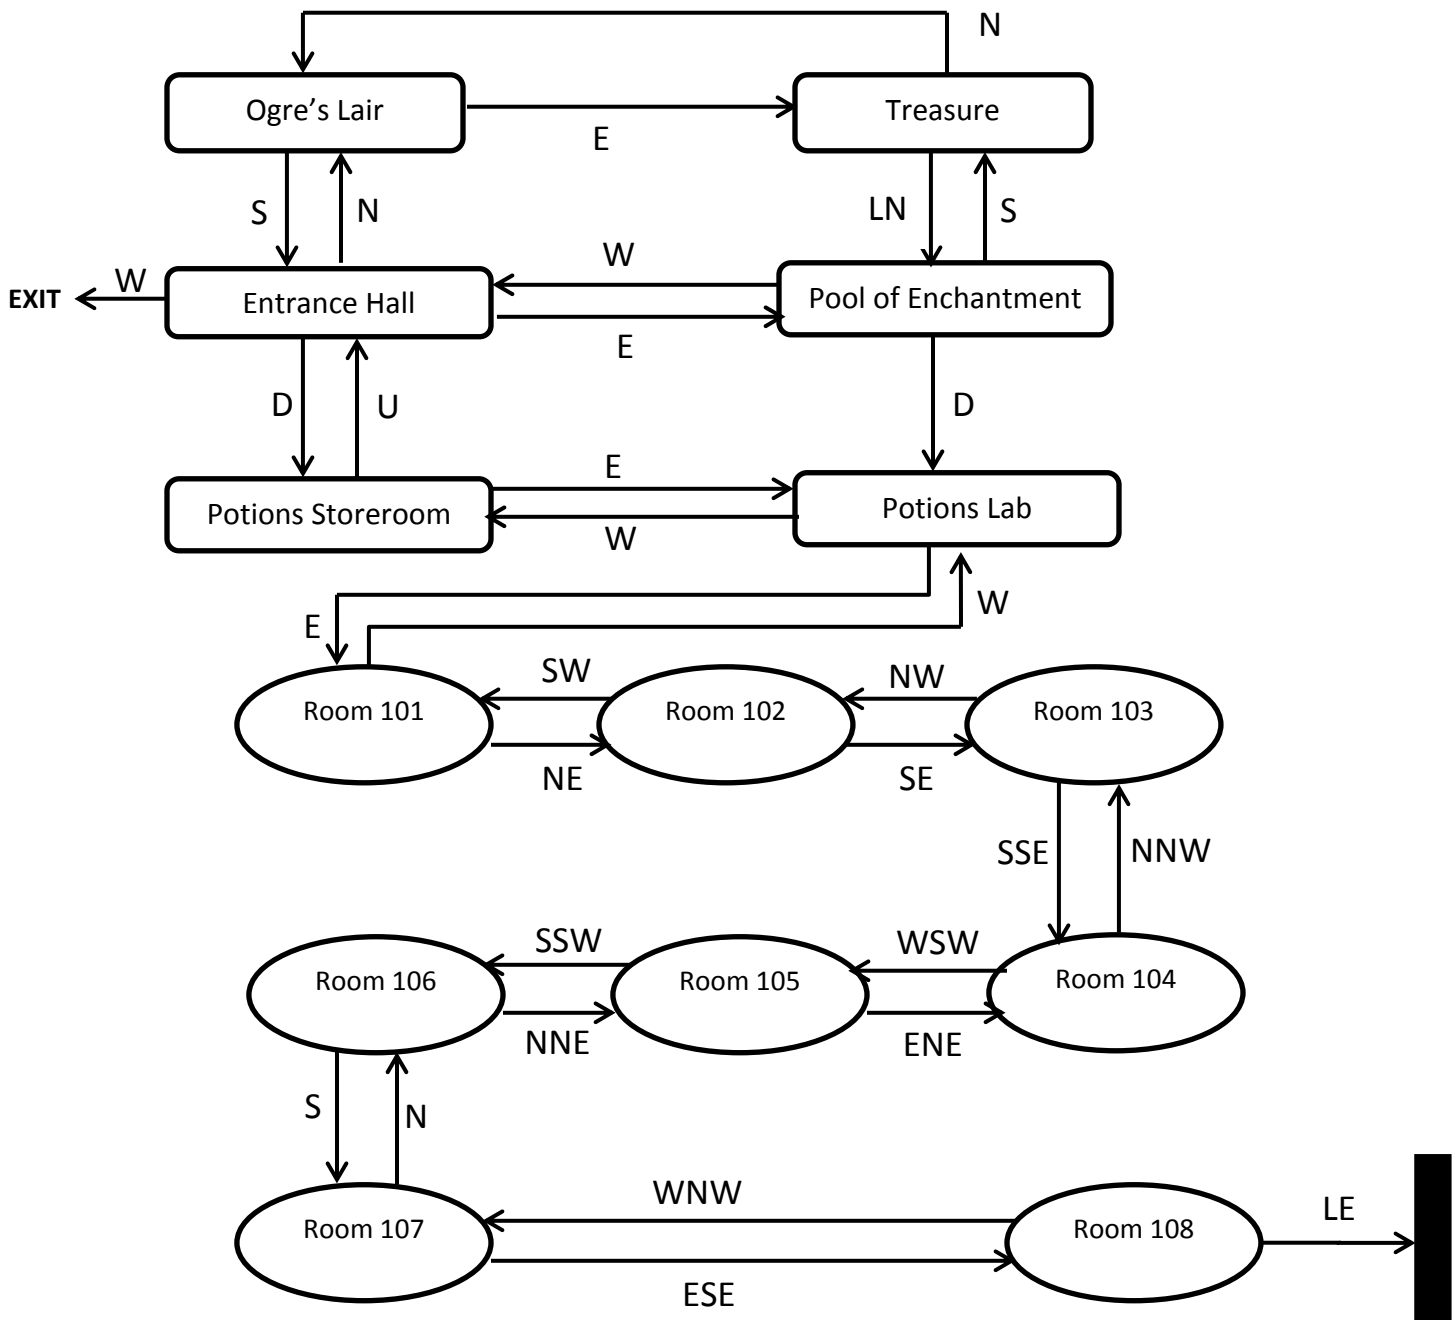 N
Ogre's Lair
Treasure
E
S
N
LN
S
W
EXIT
W
Entrance Hall
Pool of Enchantment
E
D
U
D
E
Potions Storeroom
Potions Lab
W
E
W
SW
NW
Room 101
Room 102
Room 103
NE
SE
SSE
NNW
SSW
WSW
Room 106
Room 105
Room 104
NNE
ENE
S
N
WNW
LE
Room 107
Room 108
ESE